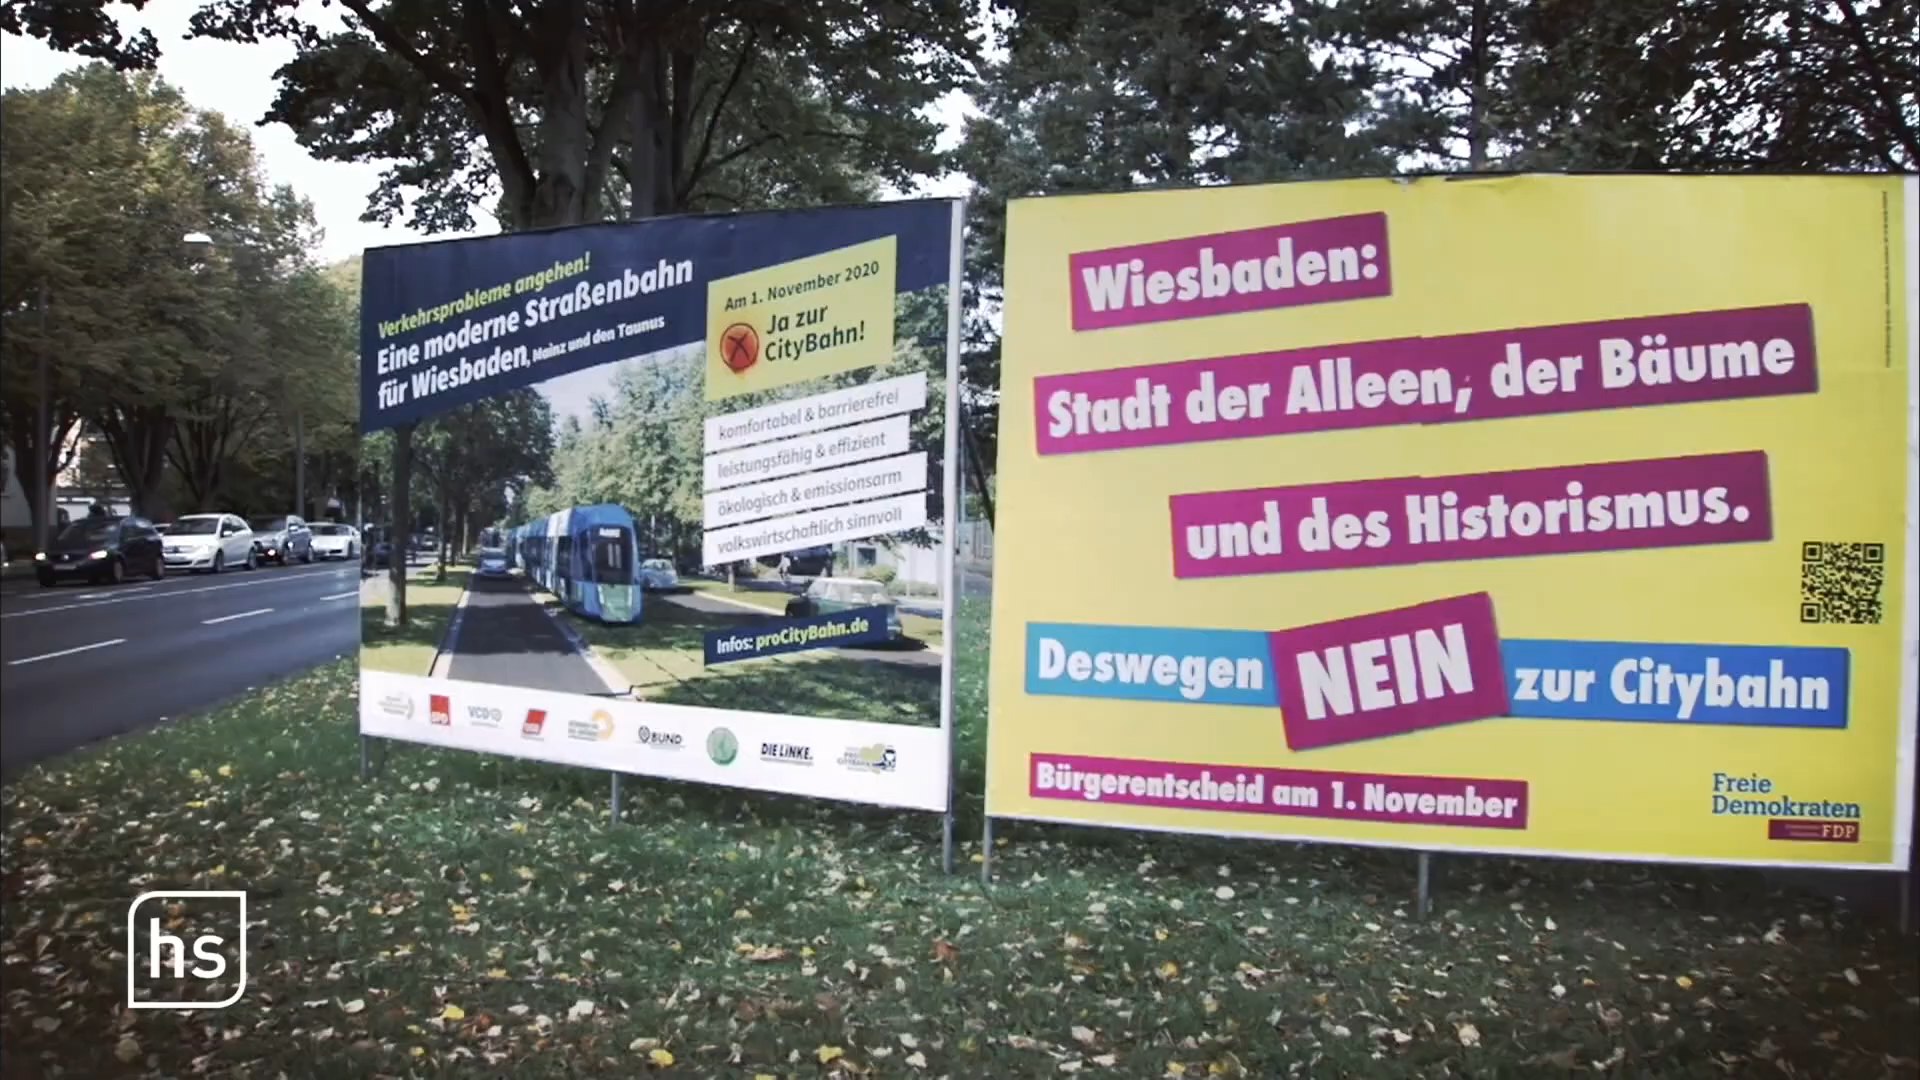 Verkehrsprobleme angehen!
Eine moderne Straßenbahn
für Wiesbaden, Mainz und den Taunus
Am 1. November 2020
Ja zur
CityBahn!
komfortabel & barrierefrei
leistungsfähig & effizient
ökologisch & emissionsarm
volkswirtschaftlich sinnvoll
Infos: proCityBahn.de
SPD
VCD
BUND
DIE LINKE.
Wiesbaden:
Stadt der Alleen, der Bäume
und des Historismus.
Deswegen NEIN zur Citybahn
Bürgerentscheid am 1. November
Freie
Demokraten
FDP
hs